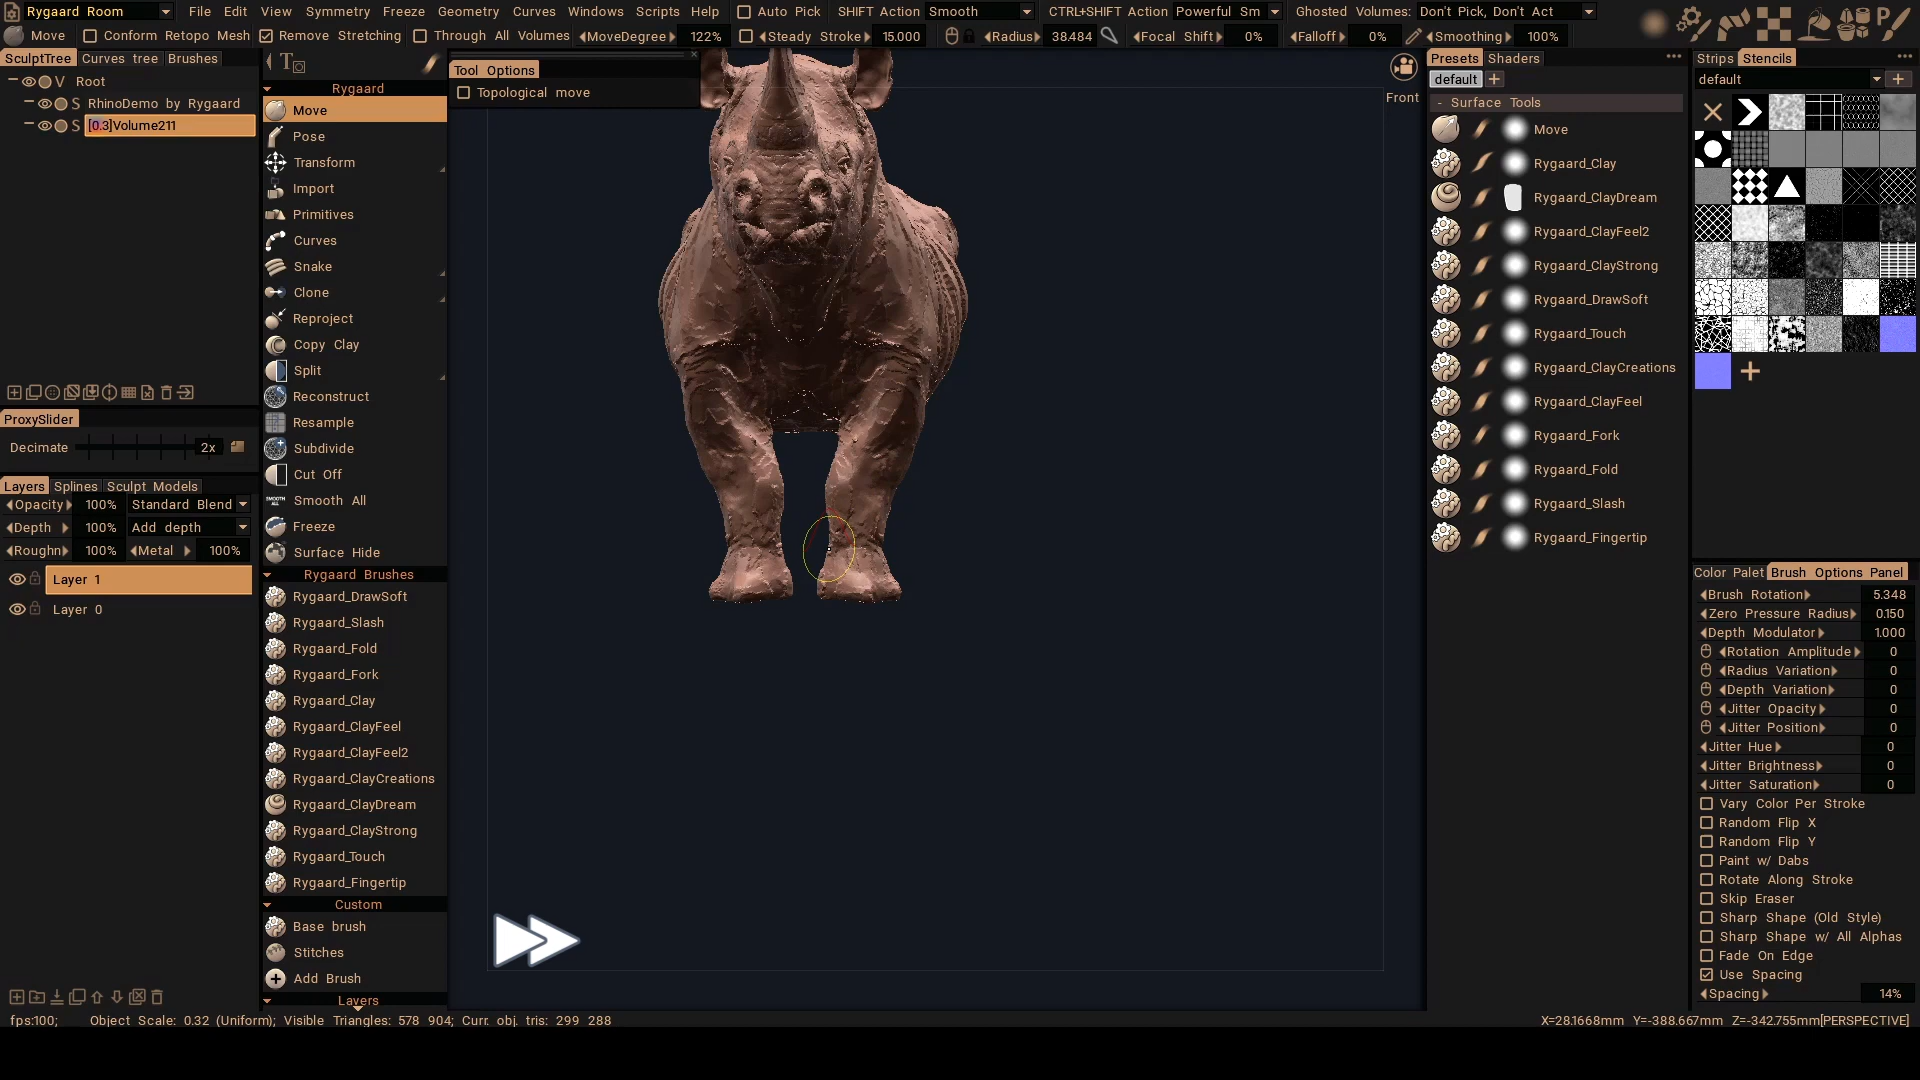 Rygaard Room File Edit View Symmetry Freeze Geometry Curves Windows Scripts Help Auto Pick SHIFT Action Smooth CTRL+SHIFT Action Powerful Sm Ghosted Volumes: Don't Pick, Don't Act
Move Conform Retopo Mesh Remove Stretching Through All Volumes MoveDegree 122% Steady Stroke 15.000 Radius 38.484 Focal Shift 0% Falloff 0% Smoothing 100%
SculptTree Curves tree Brushes
V Root
S RhinoDemo by Rygaard
S [0.3]Volume211
ProxySlider
Decimate 2x
Layers Splines Sculpt Models
Opacity 100% Standard Blend
Depth 100% Add depth
Roughn 100% Metal 100%
Layer 1
Layer 0
Rygaard
Move
Pose
Transform
Import
Primitives
Curves
Snake
Clone
Reproject
Copy Clay
Split
Reconstruct
Resample
Subdivide
Cut Off
SMOOTH ALL Smooth All
Freeze
Surface Hide
Rygaard Brushes
Rygaard_DrawSoft
Rygaard_Slash
Rygaard_Fold
Rygaard_Fork
Rygaard_Clay
Rygaard_ClayFeel
Rygaard_ClayFeel2
Rygaard_ClayCreations
Rygaard_ClayDream
Rygaard_ClayStrong
Rygaard_Touch
Rygaard_Fingertip
Custom
Base brush
Stitches
Add Brush
Layers
Tool Options
Topological move
Front
Presets Shaders
default +
- Surface Tools
Move
Rygaard_Clay
Rygaard_ClayDream
Rygaard_ClayFeel2
Rygaard_ClayStrong
Rygaard_DrawSoft
Rygaard_Touch
Rygaard_ClayCreations
Rygaard_ClayFeel
Rygaard_Fork
Rygaard_Fold
Rygaard_Slash
Rygaard_Fingertip
Strips Stencils
default
Color Palet Brush Options Panel
Brush Rotation 5.348
Zero Pressure Radius 0.150
Depth Modulator 1.000
Rotation Amplitude 0
Radius Variation 0
Depth Variation 0
Jitter Opacity 0
Jitter Position 0
Jitter Hue 0
Jitter Brightness 0
Jitter Saturation 0
Vary Color Per Stroke
Random Flip X
Random Flip Y
Paint w/ Dabs
Rotate Along Stroke
Skip Eraser
Sharp Shape (Old Style)
Sharp Shape w/ All Alphas
Fade On Edge
Use Spacing
Spacing 14%
fps:100; Object Scale: 0.32 (Uniform); Visible Triangles: 578 904; Curr. obj. tris: 299 288
X=28.1668mm Y=-388.667mm Z=-342.755mm[PERSPECTIVE]